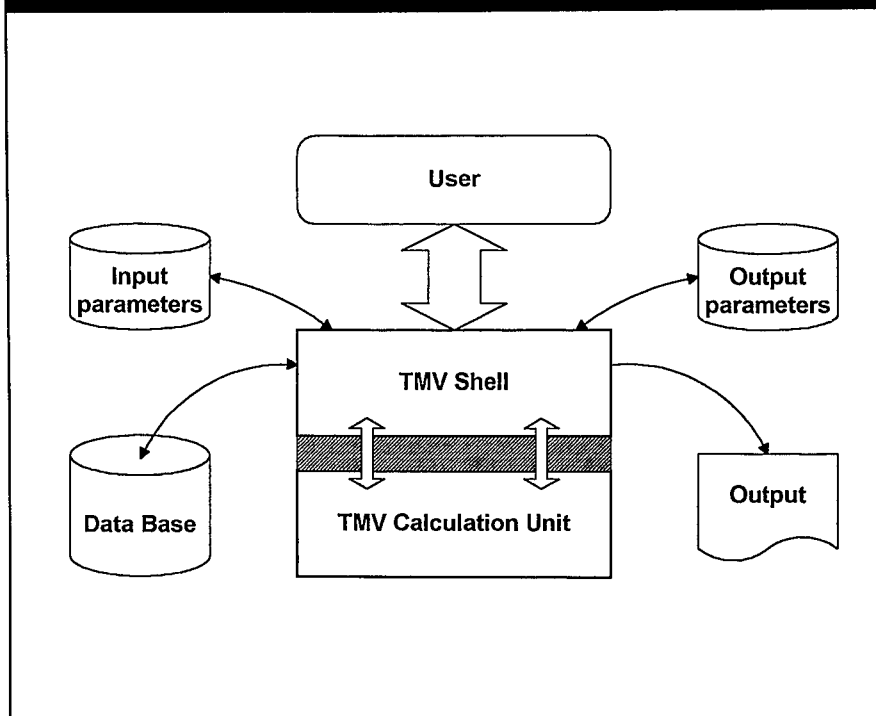 User
Input
parameters
Output
parameters
TMV Shell
Data Base
TMV Calculation Unit
Output